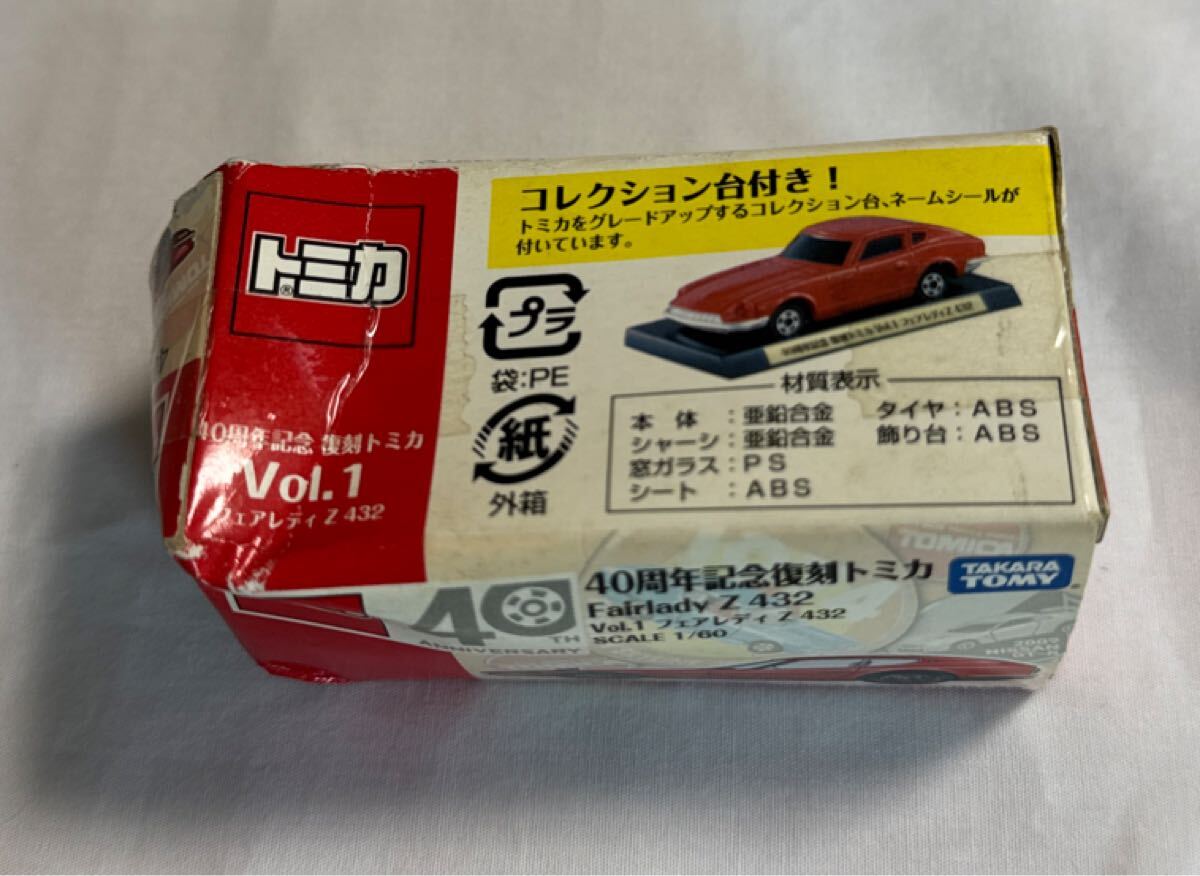 トミカ
®
40周年記念 復刻トミカ
Vol.1
フェアレディ Z 432
コレクション台付き！
トミカをグレードアップするコレクション台、ネームシールが
付いています。
プラ
袋:PE
紙
外箱
材質表示
本体：亜鉛合金 タイヤ：ABS
シャーシ：亜鉛合金 飾り台：ABS
窓ガラス：PS
シート：ABS
40TH
ANNIVERSARY
40周年記念復刻トミカ
Fairlady Z 432
Vol.1 フェアレディ Z 432
SCALE 1/60
TOMICA
TAKARA
TOMY
2009
NISSAN